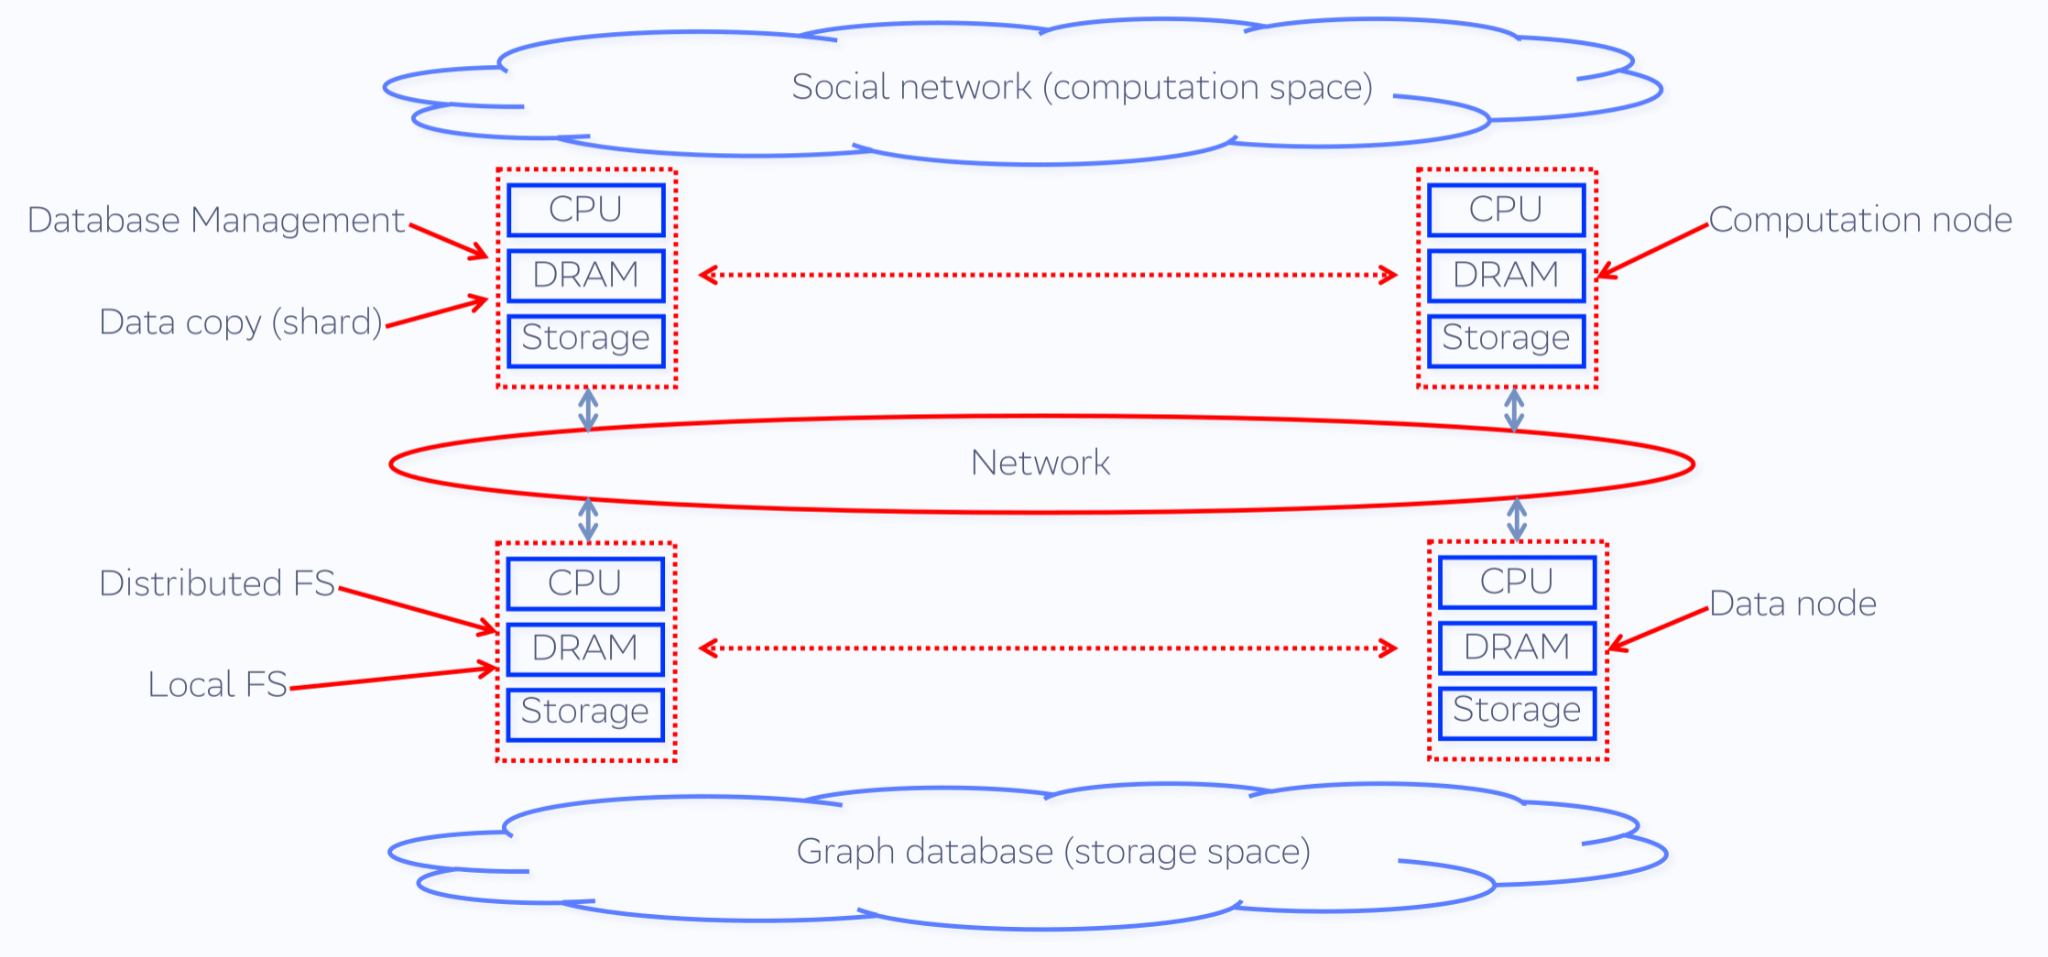 Social network (computation space)
CPU
CPU
Database Management
Computation node
DRAM
DRAM
Data copy (shard)
Storage
Storage
Network
Distributed FS
CPU
CPU
Data node
DRAM
DRAM
Local FS
Storage
Storage
Graph database (storage space)